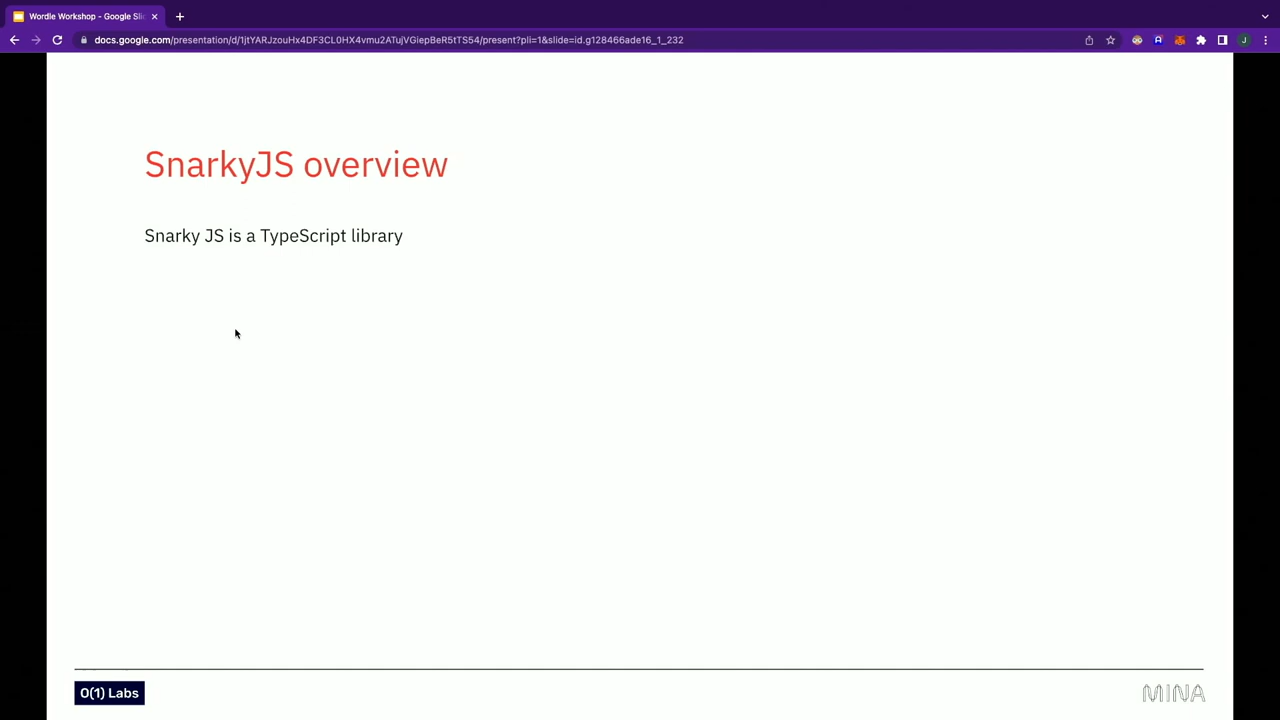 Wordle Workshop - Google Sli
docs.google.com/presentation/d/1jtYARJzouHx4DF3CL0HX4vmu2ATujVGiepBeR5tTS54/present?pli=1&slide=id.g128466ade16_1_232
J
SnarkyJS overview
Snarky JS is a TypeScript library
O(1) Labs
MINA